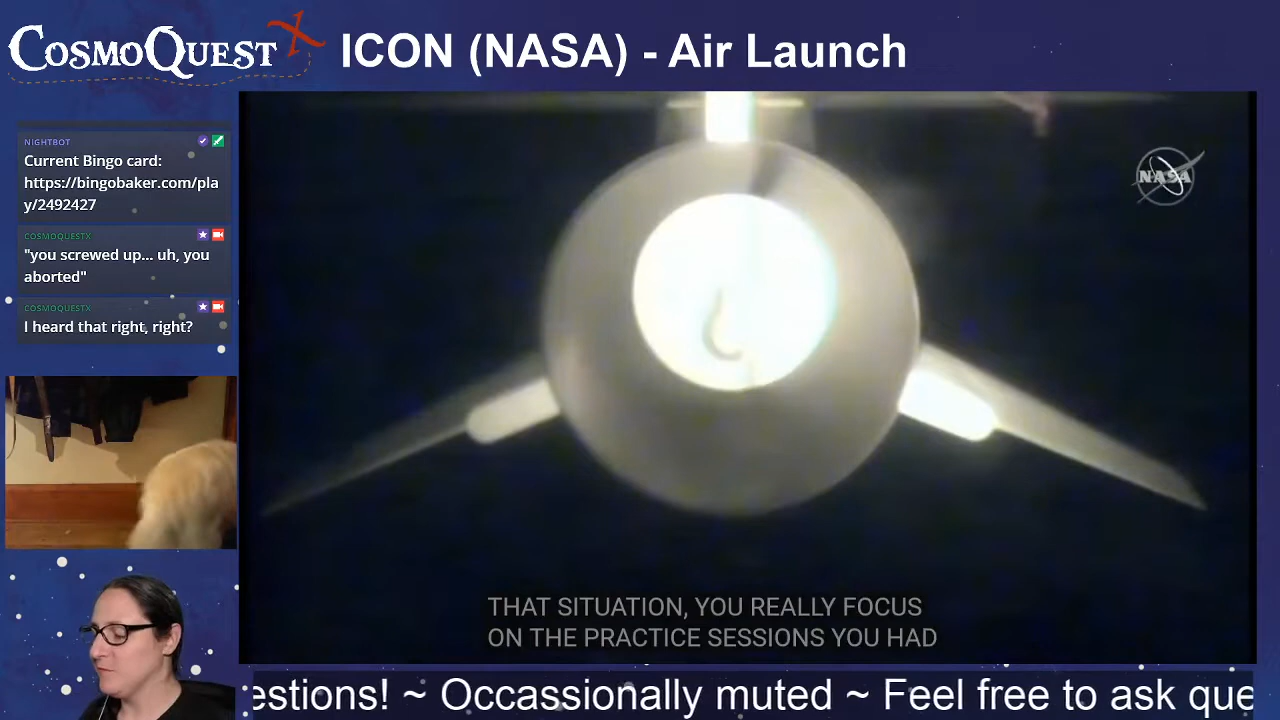 COSMOQUEST X
ICON (NASA) - Air Launch
NIGHTBOT
Current Bingo card:
https://bingobaker.com/pla
y/2492427
COSMOQUESTX
"you screwed up... uh, you
aborted"
COSMOQUESTX
I heard that right, right?
NASA
THAT SITUATION, YOU REALLY FOCUS
ON THE PRACTICE SESSIONS YOU HAD
estions! ~ Occassionally muted ~ Feel free to ask que